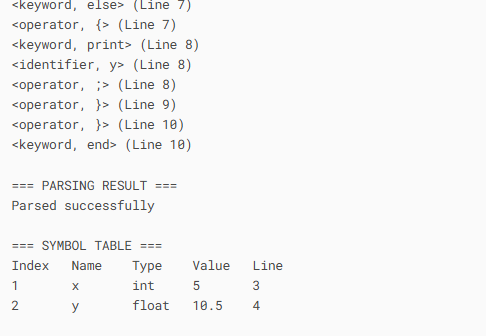 <keyword, else> (Line 7)
<operator, {> (Line 7)
<keyword, print> (Line 8)
<identifier, y> (Line 8)
<operator, ;> (Line 8)
<operator, }> (Line 9)
<operator, }> (Line 10)
<keyword, end> (Line 10)

=== PARSING RESULT ===
Parsed successfully

=== SYMBOL TABLE ===
Index   Name    Type    Value   Line
1       x       int     5       3
2       y       float   10.5    4